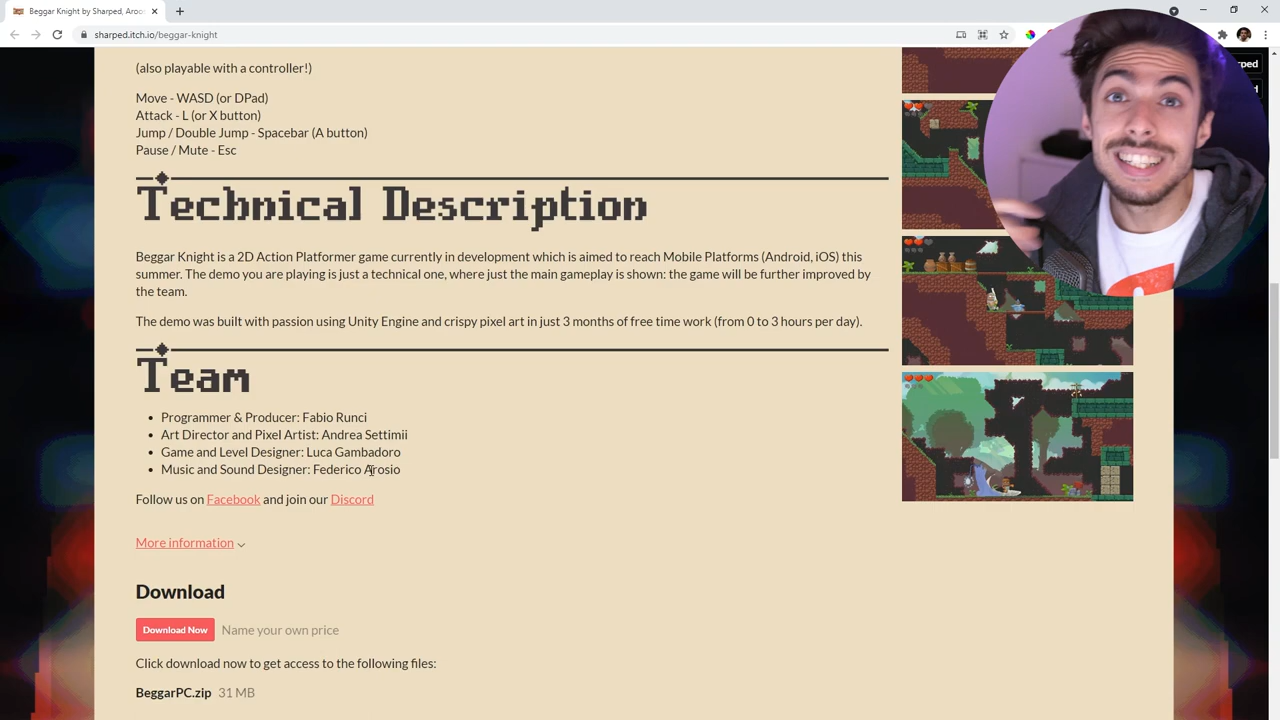 Beggar Knight by Sharped, Aroo
sharped.itch.io/beggar-knight
(also playable with a controller!)
Move - WASD (or DPad)
Attack - L (or X button)
Jump / Double Jump - Spacebar (A button)
Pause / Mute - Esc
Technical Description
Beggar Knight is a 2D Action Platformer game currently in development which is aimed to reach Mobile Platforms (Android, iOS) this
summer. The demo you are playing is just a technical one, where just the main gameplay is shown: the game will be further improved by
the team.
The demo was built with passion using Unity Engine and crispy pixel art in just 3 months of free time work (from 0 to 3 hours per day).
Team
• Programmer & Producer: Fabio Runci
• Art Director and Pixel Artist: Andrea Settimii
• Game and Level Designer: Luca Gambadoro
• Music and Sound Designer: Federico Arosio
Follow us on Facebook and join our Discord
More information
Download
Download Now Name your own price
Click download now to get access to the following files:
BeggarPC.zip 31 MB